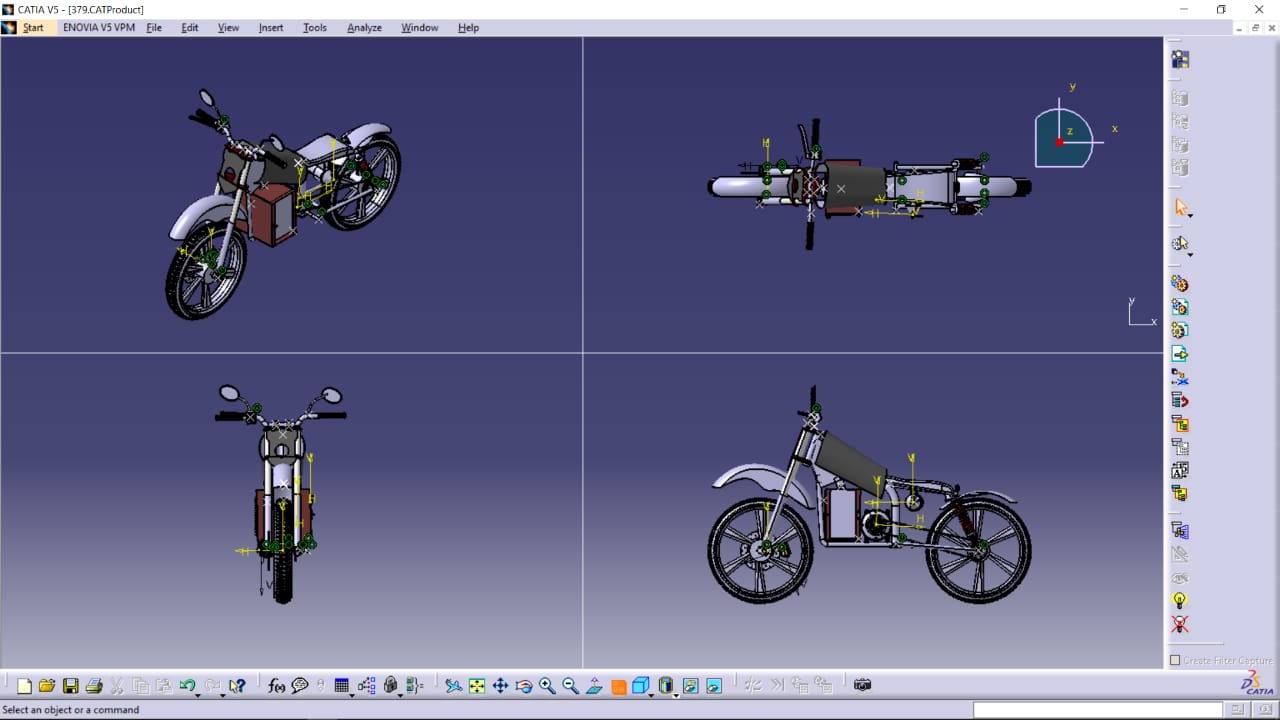 CATIA V5 - [379.CATProduct]
Start ENOVIA V5 VPM File Edit View Insert Tools Analyze Window Help
y
z
x
H
V
H
H
y
x
V
V
H
H
V
V
V
H
H
V
Create Filter Capture
f(x)
CATIA
Select an object or a command